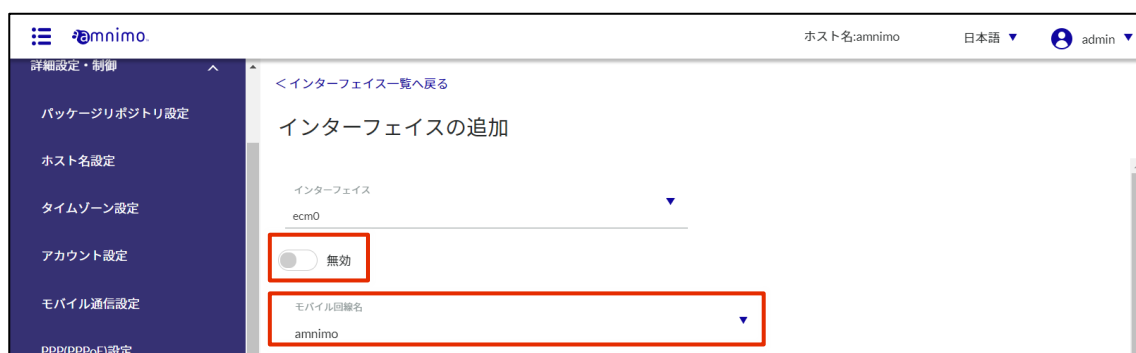 amnimo.
ホスト名:amnimo
日本語 ▼
admin ▼
詳細設定・制御
パッケージリポジトリ設定
ホスト名設定
タイムゾーン設定
アカウント設定
モバイル通信設定
PPP(PPPoE)設定
＜インターフェイス一覧へ戻る
インターフェイスの追加
インターフェイス
ecm0
無効
モバイル回線名
amnimo